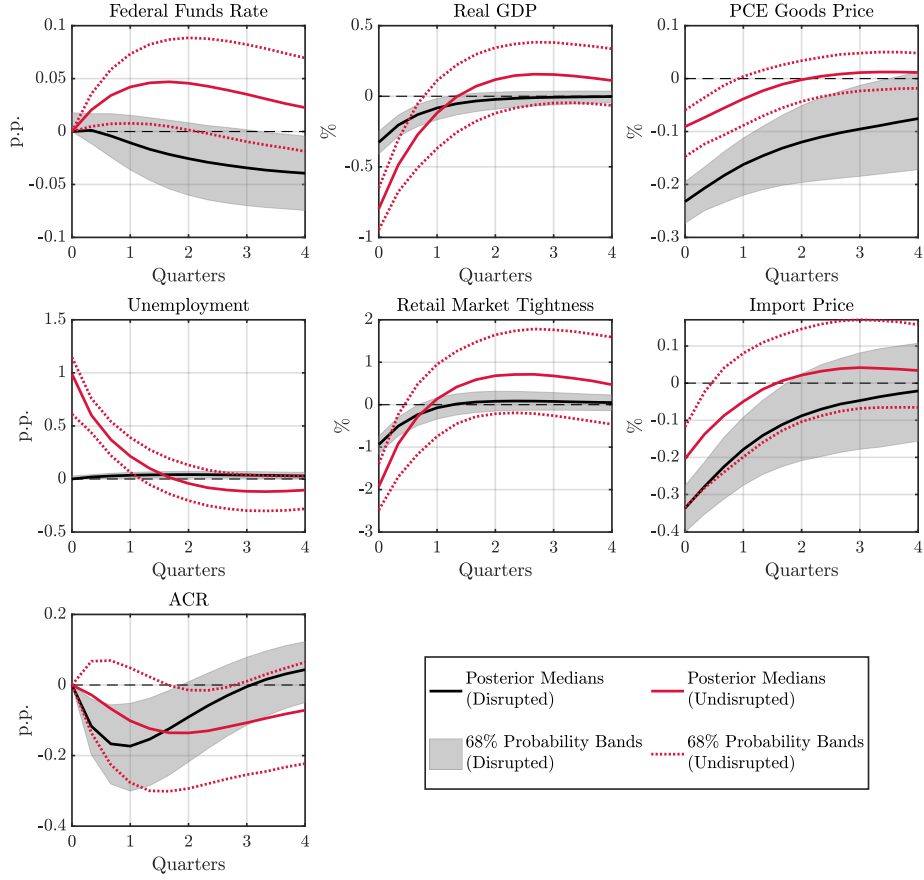 Federal Funds Rate
0.1
0.05
0
-0.05
-0.1
p.p.
0 1 2 3 4
Quarters
Real GDP
0.5
0
-0.5
-1
%
0 1 2 3 4
Quarters
PCE Goods Price
0.1
0
-0.1
-0.2
-0.3
%
0 1 2 3 4
Quarters
Unemployment
1.5
1
0.5
0
-0.5
p.p.
0 1 2 3 4
Quarters
Retail Market Tightness
2
1
0
-1
-2
-3
%
0 1 2 3 4
Quarters
Import Price
0.1
0
-0.1
-0.2
-0.3
-0.4
%
0 1 2 3 4
Quarters
ACR
0.2
0
-0.2
-0.4
p.p.
0 1 2 3 4
Quarters
Posterior Medians
(Disrupted)
Posterior Medians
(Undisrupted)
68% Probability Bands
(Disrupted)
68% Probability Bands
(Undisrupted)